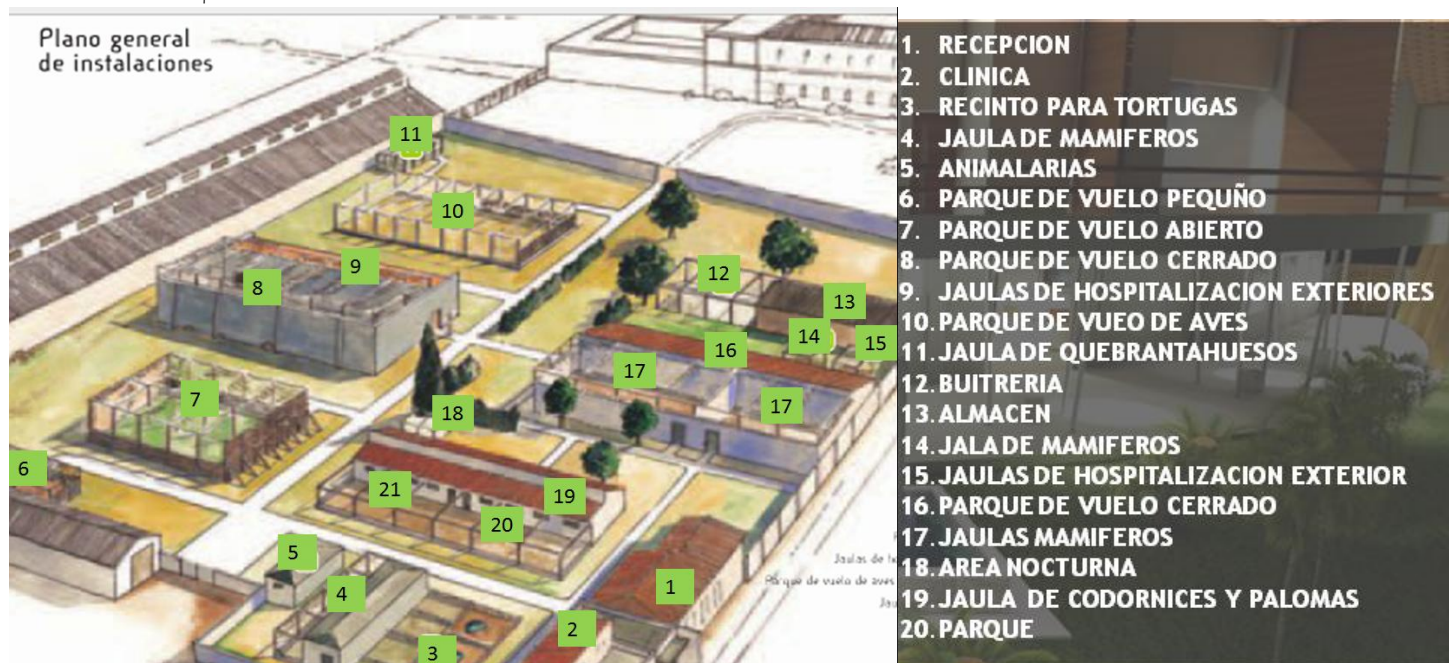 Plano general
de instalaciones
11
10
9
8
12
13
14
15
16
17
17
7
18
6
21
19
20
5
4
1
2
3
Jaulas de
Parque de vuelo de aves
1. RECEPCION
2. CLINICA
3. RECINTO PARA TORTUGAS
4. JAULA DE MAMIFEROS
5. ANIMALARIAS
6. PARQUE DE VUELO PEQUÑO
7. PARQUE DE VUELO ABIERTO
8. PARQUE DE VUELO CERRADO
9. JAULAS DE HOSPITALIZACION EXTERIORES
10. PARQUE DE VUEO DE AVES
11. JAULA DE QUEBRANTAHUESOS
12. BUITRERIA
13. ALMACEN
14. JALA DE MAMIFEROS
15. JAULAS DE HOSPITALIZACION EXTERIOR
16. PARQUE DE VUELO CERRADO
17. JAULAS MAMIFEROS
18. AREA NOCTURNA
19. JAULA DE CODORNICES Y PALOMAS
20. PARQUE